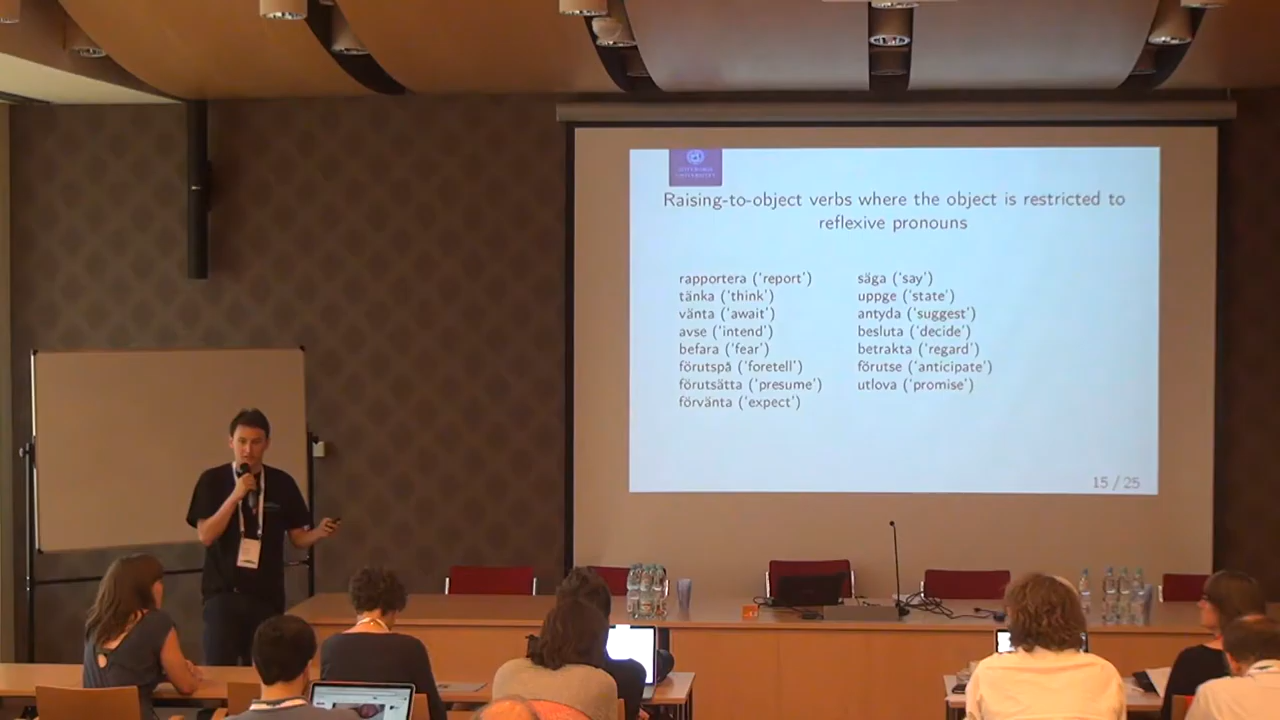 GÖTEBORGS
UNIVERSITET
Raising-to-object verbs where the object is restricted to
reflexive pronouns
rapportera (‘report’)
tänka (‘think’)
vänta (‘await’)
avse (‘intend’)
befara (‘fear’)
förutspå (‘foretell’)
förutsätta (‘presume’)
förvänta (‘expect’)
säga (‘say’)
uppge (‘state’)
antyda (‘suggest’)
besluta (‘decide’)
betrakta (‘regard’)
förutse (‘anticipate’)
utlova (‘promise’)
15 / 25